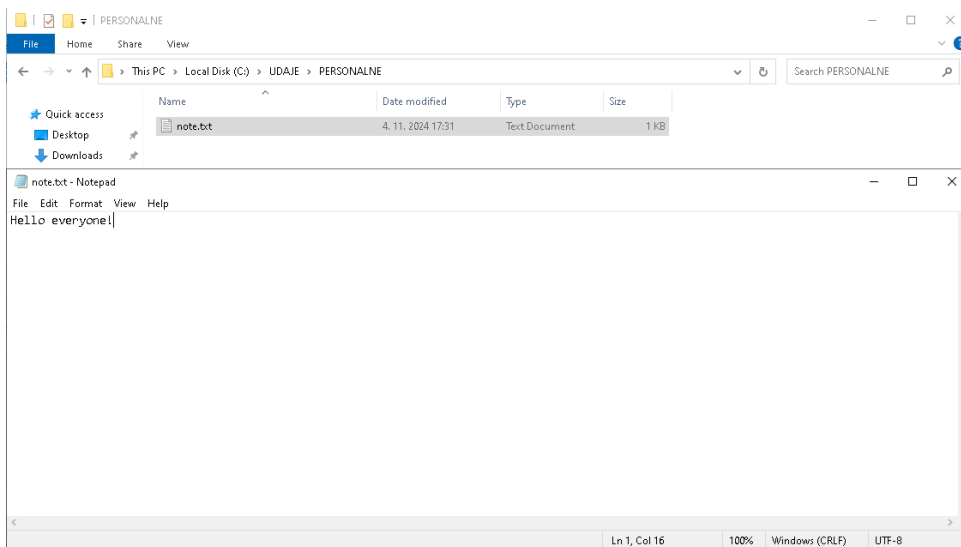 PERSONALNE
File Home Share View
This PC > Local Disk (C:) > UDAJE > PERSONALNE
Search PERSONALNE
Name Date modified Type Size
Quick access
note.txt 4. 11. 2024 17:31 Text Document 1 KB
Desktop
Downloads
note.txt - Notepad
File Edit Format View Help
Hello everyone!
Ln 1, Col 16 100% Windows (CRLF) UTF-8